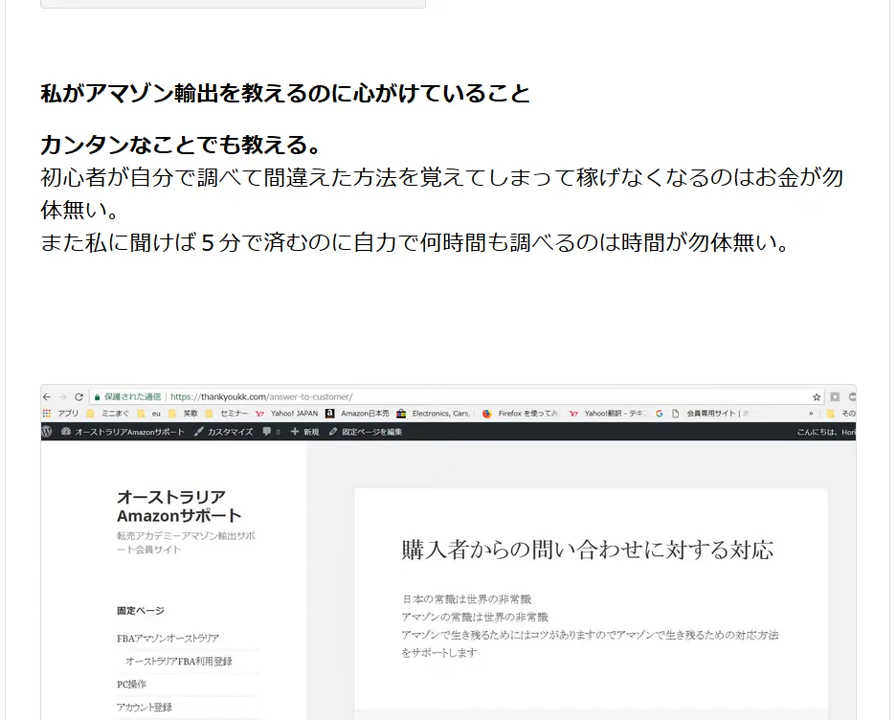 私がアマゾン輸出を教えるのに心がけていること
カンタンなことでも教える。
初心者が自分で調べて間違えた方法を覚えてしまって稼げなくなるのはお金が勿
体無い。
また私に聞けば５分で済むのに自力で何時間も調べるのは時間が勿体無い。
保護された通信 | https://thankyoukk.com/answer-to-customer/
アプリ ミニまぐ eu 笑歌 セミナー Yahoo! JAPAN Amazon日本売 Electronics, Cars, Firefox を使ってみ Yahoo!翻訳 - テキ 会員専用サイト | » その
オーストラリアAmazonサポート カスタマイズ 0 新規 固定ページを編集 こんにちは、Hori
オーストラリア
Amazonサポート
転売アカデミーアマゾン輸出サポ
ート会員サイト
固定ページ
FBAアマゾンオーストラリア
オーストラリアFBA利用登録
PC操作
アカウント登録
購入者からの問い合わせに対する対応
日本の常識は世界の非常識
アマゾンの常識は世界の非常識
アマゾンで生き残るためにはコツがありますのでアマゾンで生き残るための対応方法
をサポートします